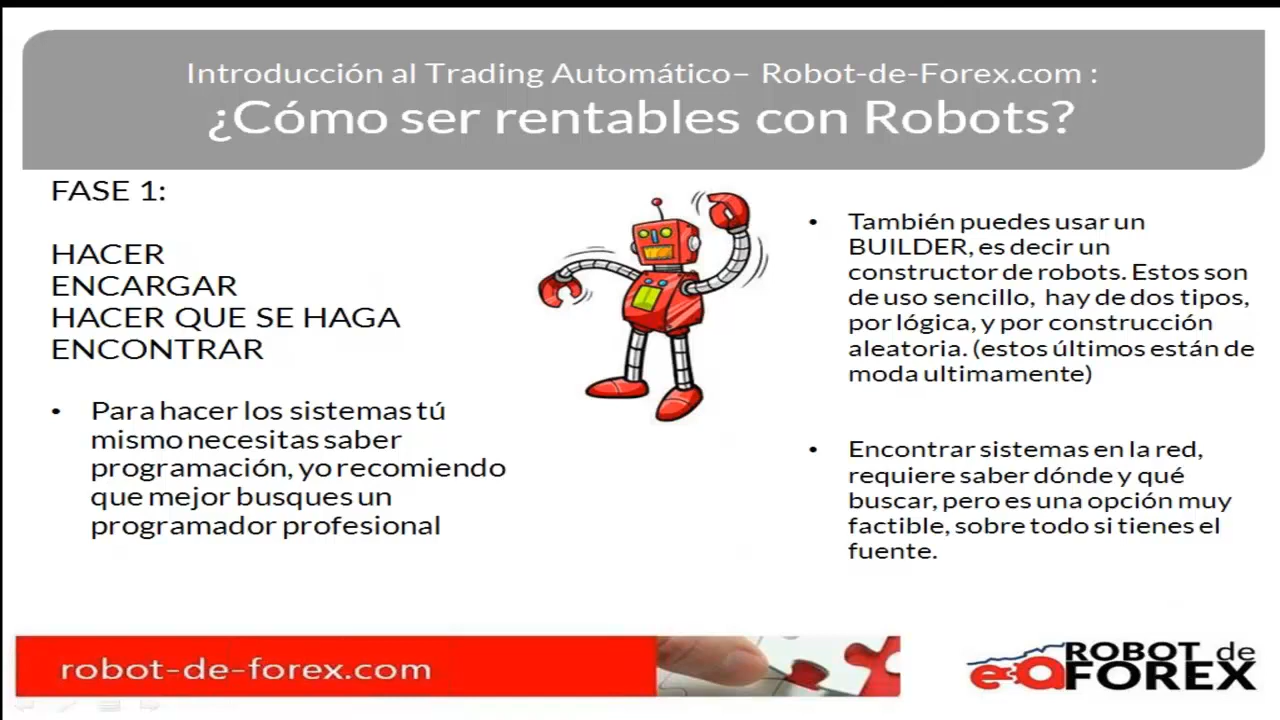 Introducción al Trading Automático– Robot-de-Forex.com :
¿Cómo ser rentables con Robots?
FASE 1:
HACER
ENCARGAR
HACER QUE SE HAGA
ENCONTRAR
• Para hacer los sistemas tú
mismo necesitas saber
programación, yo recomiendo
que mejor busques un
programador profesional
• También puedes usar un
BUILDER, es decir un
constructor de robots. Estos son
de uso sencillo, hay de dos tipos,
por lógica, y por construcción
aleatoria. (estos últimos están de
moda ultimamente)
• Encontrar sistemas en la red,
requiere saber dónde y qué
buscar, pero es una opción muy
factible, sobre todo si tienes el
fuente.
robot-de-forex.com
ROBOT de
ea FOREX